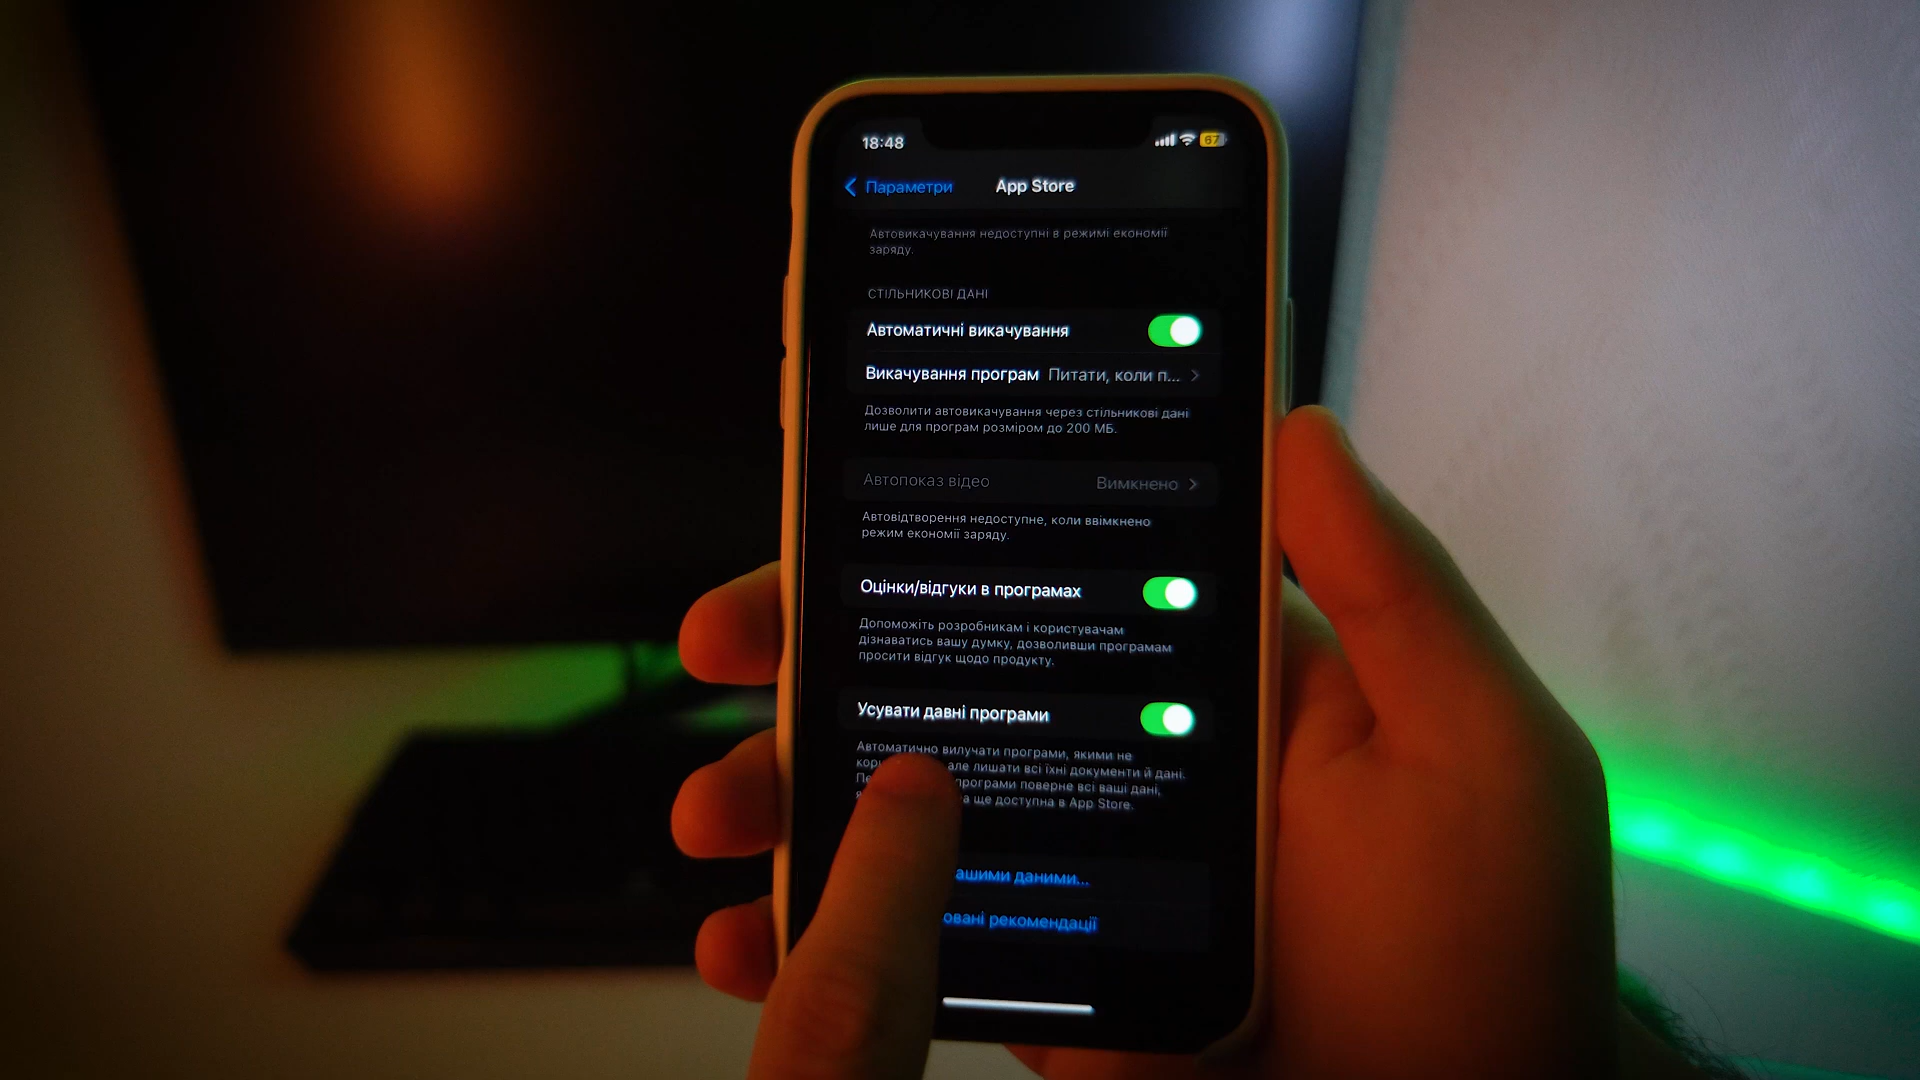 18:48
67
Параметри
App Store
Автовикачування недоступні в режимі економії
заряду.
СТІЛЬНИКОВІ ДАНІ
Автоматичні викачування
Викачування програм Питати, коли п...
Дозволити автовикачування через стільникові дані
лише для програм розміром до 200 МБ.
Автопоказ відео Вимкнено
Автовідтворення недоступне, коли ввімкнено
режим економії заряду.
Оцінки/відгуки в програмах
Допоможіть розробникам і користувачам
дізнаватись вашу думку, дозволивши програмам
просити відгук щодо продукту.
Усувати давні програми
Автоматично вилучати програми, якими не
але лишати всі їхні документи й дані.
програми поверне всі ваші дані,
ще доступна в App Store.
даними...
рекомендації